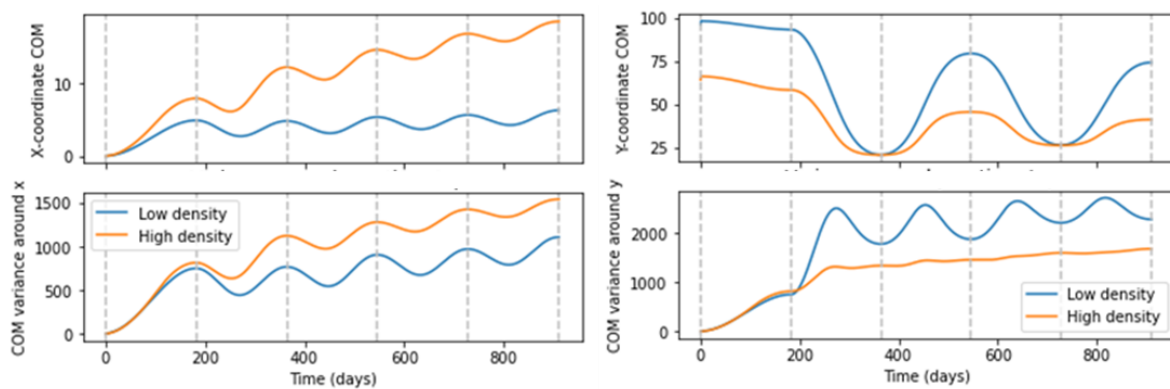 X-coordinate COM
10
0
Y-coordinate COM
100
75
50
25
COM variance around x
1500
1000
500
0
Low density
High density
0 200 400 600 800
Time (days)
COM variance around y
2000
1000
0
Low density
High density
0 200 400 600 800
Time (days)